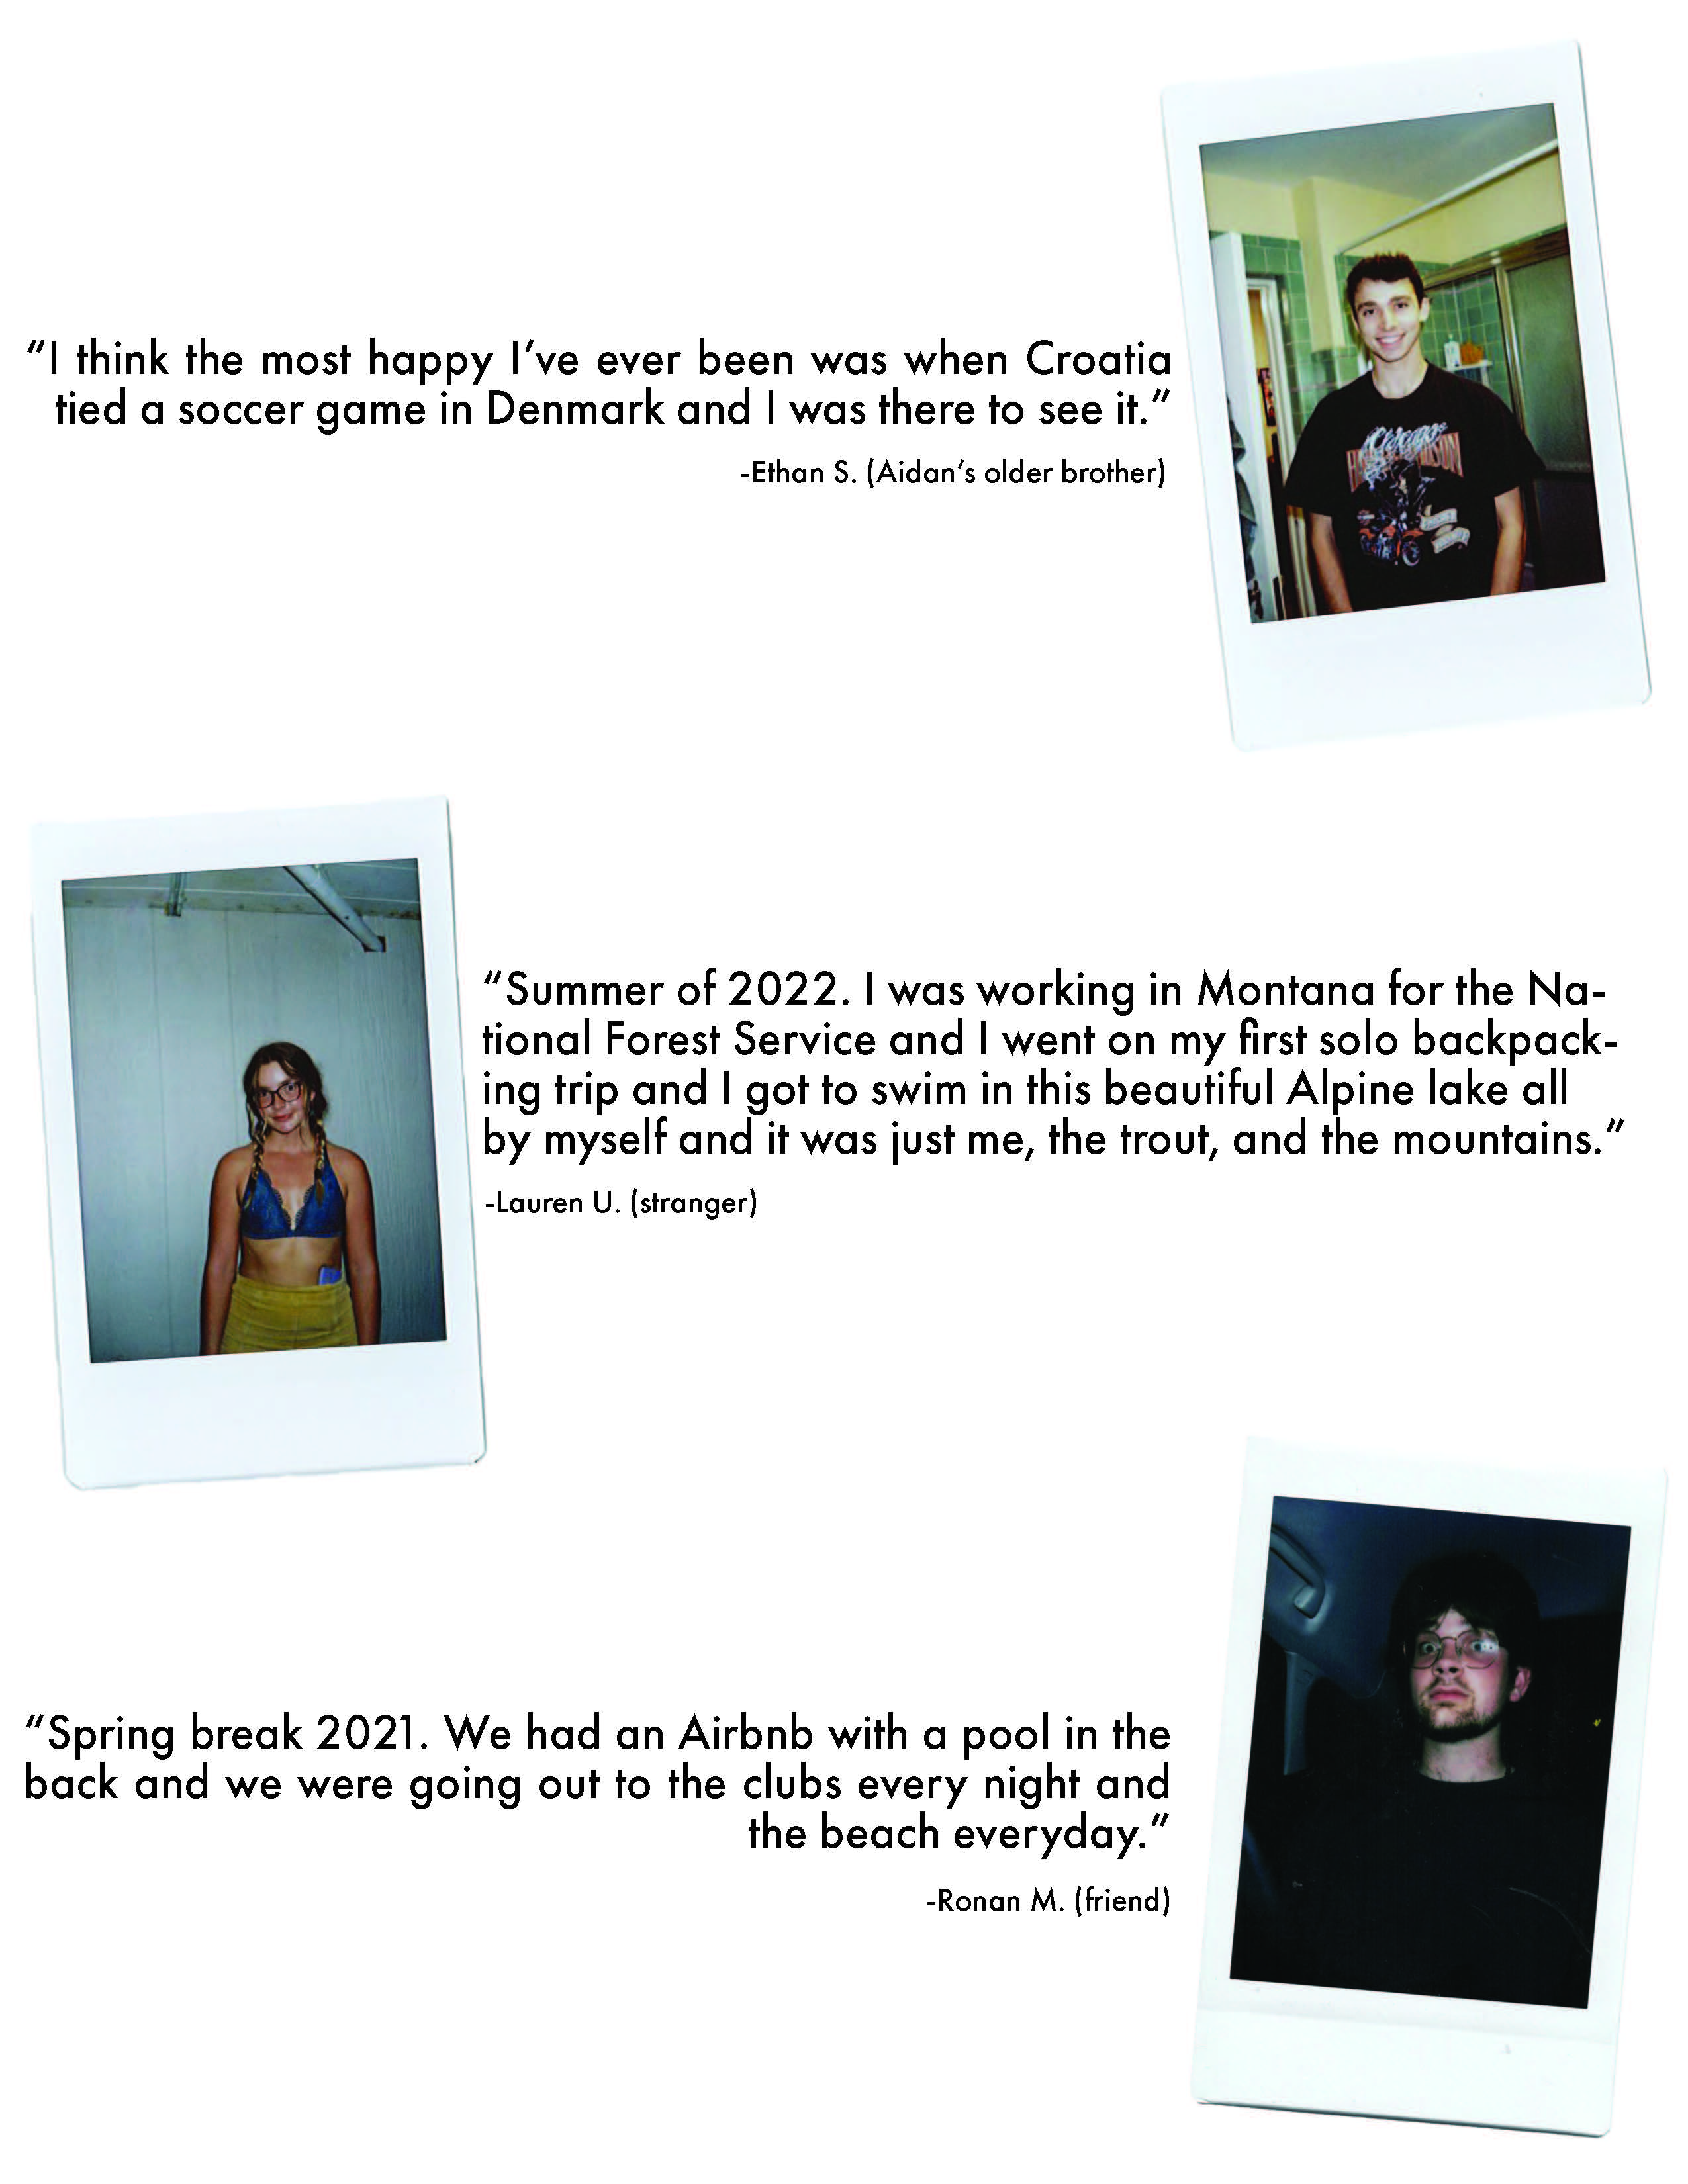 “I think the most happy I’ve ever been was when Croatia
tied a soccer game in Denmark and I was there to see it.”
-Ethan S. (Aidan’s older brother)
Chicago
“Summer of 2022. I was working in Montana for the Na-
tional Forest Service and I went on my first solo backpack-
ing trip and I got to swim in this beautiful Alpine lake all
by myself and it was just me, the trout, and the mountains.”
-Lauren U. (stranger)
“Spring break 2021. We had an Airbnb with a pool in the
back and we were going out to the clubs every night and
the beach everyday.”
-Ronan M. (friend)